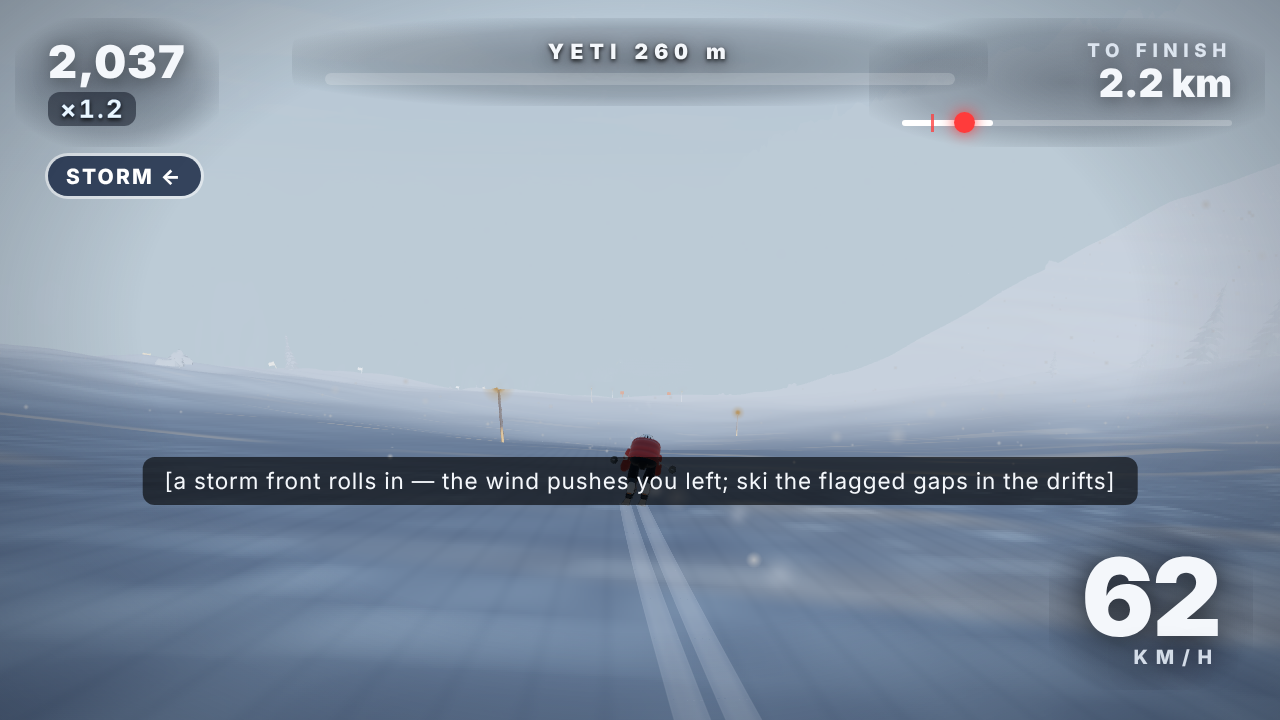 2,037
×1.2
STORM ←
YETI 260 m
TO FINISH
2.2 km
[a storm front rolls in — the wind pushes you left; ski the flagged gaps in the drifts]
62
KM/H